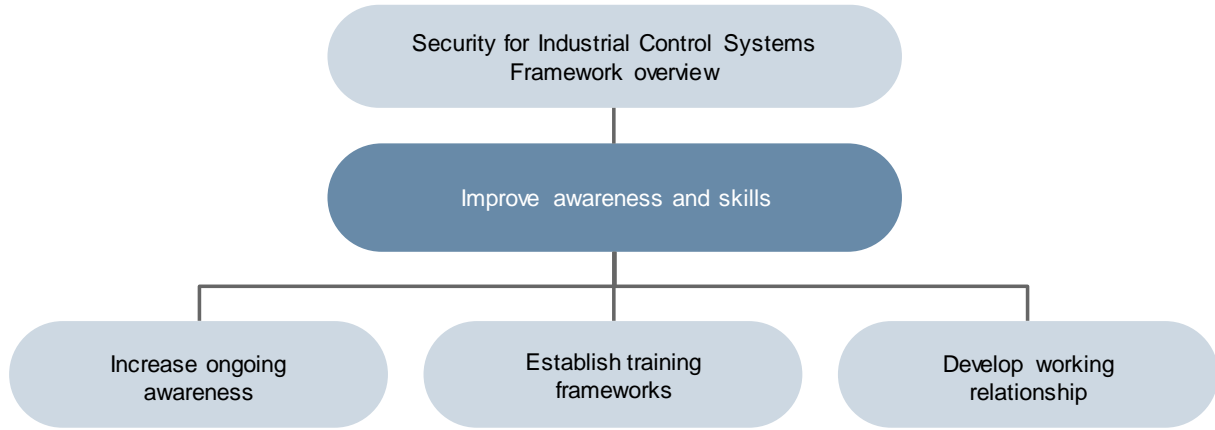 Security for Industrial Control Systems
Framework overview
Improve awareness and skills
Increase ongoing
awareness
Establish training
frameworks
Develop working
relationship